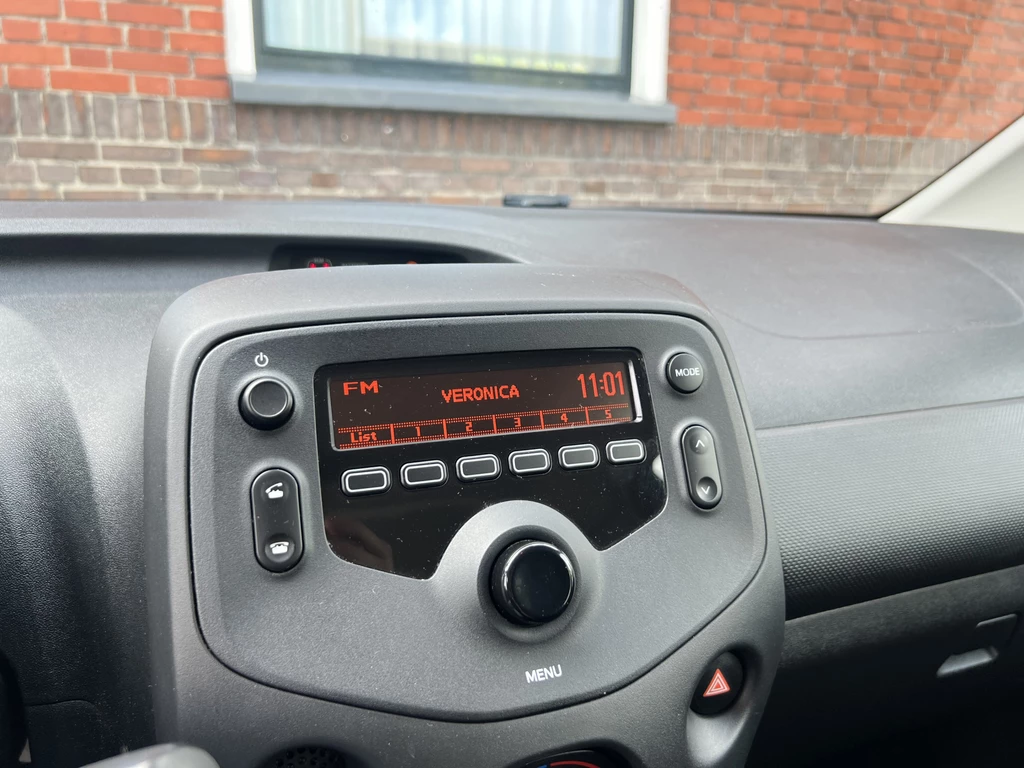 FM VERONICA 11:01
List 1 2 3 4 5
MODE
MENU